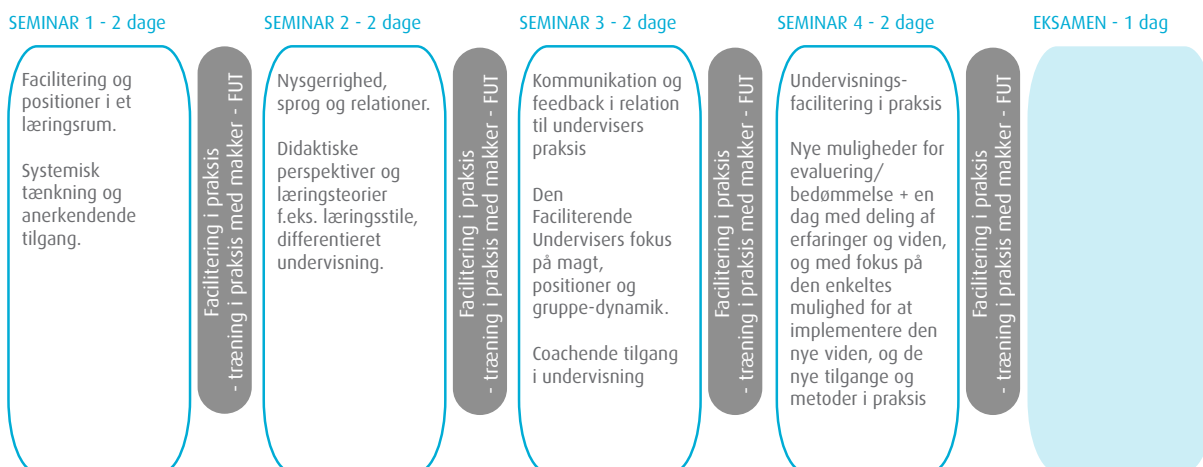 SEMINAR 1 - 2 dage
Facilitering og
positioner i et
læringsrum.
Systemisk
tænkning og
anerkendende
tilgang.
Facilitering i praksis
- træning i praksis med makker - FUT
SEMINAR 2 - 2 dage
Nysgerrighed,
sprog og relationer.
Didaktiske
perspektiver og
læringsteorier
f.eks. læringsstile,
differentieret
undervisning.
Facilitering i praksis
- træning i praksis med makker - FUT
SEMINAR 3 - 2 dage
Kommunikation og
feedback i relation
til undervisers
praksis
Den
Faciliterende
Undervisers fokus
på magt,
positioner og
gruppe-dynamik.
Coachende tilgang
i undervisning
Facilitering i praksis
- træning i praksis med makker - FUT
SEMINAR 4 - 2 dage
Undervisnings-
facilitering i praksis
Nye muligheder for
evaluering/
bedømmelse + en
dag med deling af
erfaringer og viden,
og med fokus på
den enkeltes
mulighed for at
implementere den
nye viden, og de
nye tilgange og
metoder i praksis
Facilitering i praksis
- træning i praksis med makker - FUT
EKSAMEN - 1 dag